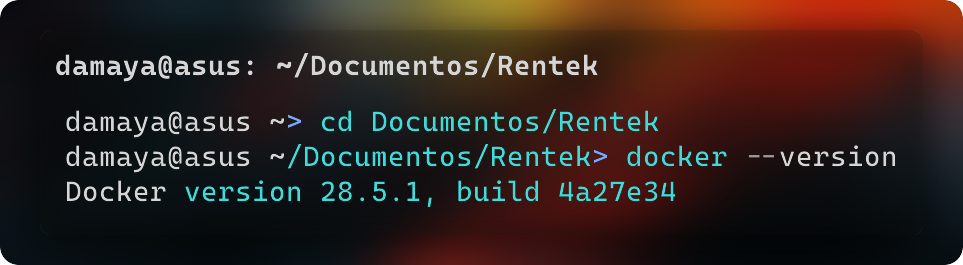 damaya@asus: ~/Documentos/Rentek
damaya@asus ~> cd Documentos/Rentek
damaya@asus ~/Documentos/Rentek> docker --version
Docker version 28.5.1, build 4a27e34